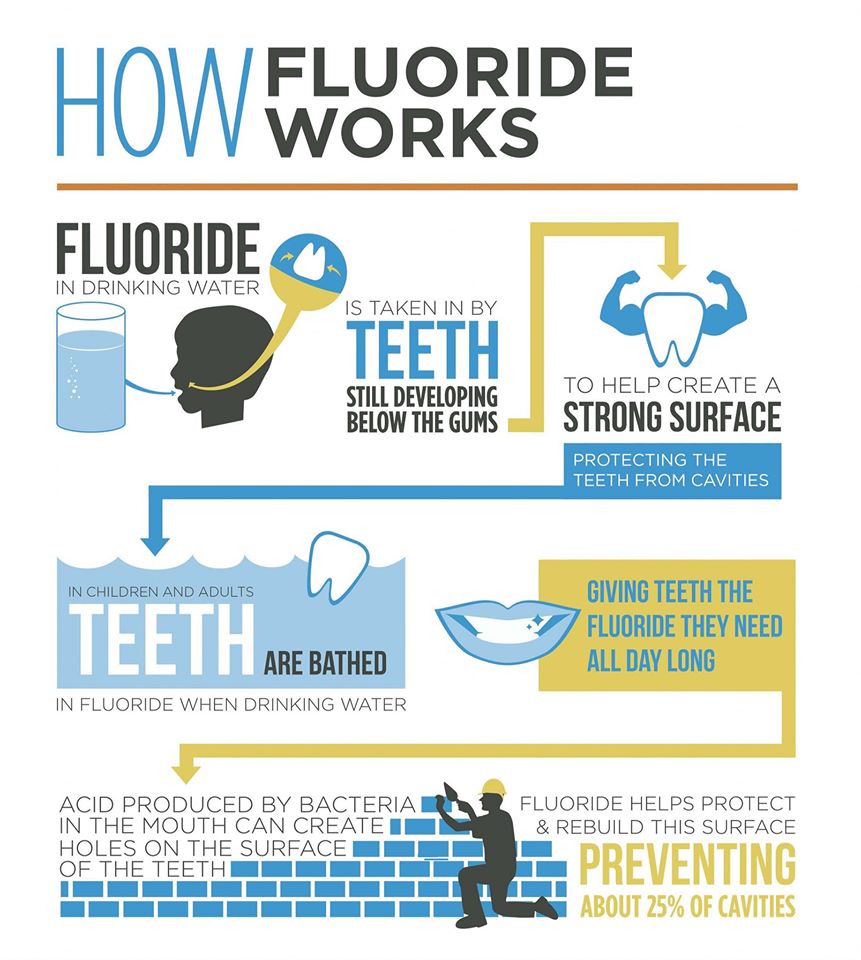 HOW FLUORIDE
WORKS
FLUORIDE
IN DRINKING WATER
IS TAKEN IN BY
TEETH
STILL DEVELOPING
BELOW THE GUMS
TO HELP CREATE A
STRONG SURFACE
PROTECTING THE
TEETH FROM CAVITIES
IN CHILDREN AND ADULTS
TEETH ARE BATHED
IN FLUORIDE WHEN DRINKING WATER
GIVING TEETH THE
FLUORIDE THEY NEED
ALL DAY LONG
ACID PRODUCED BY BACTERIA
IN THE MOUTH CAN CREATE
HOLES ON THE SURFACE
OF THE TEETH
FLUORIDE HELPS PROTECT
& REBUILD THIS SURFACE
PREVENTING
ABOUT 25% OF CAVITIES